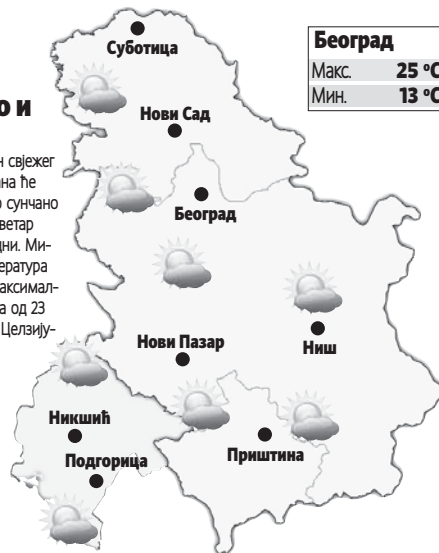 о и
н свјежег
на ће
о сунчано
ветар
дни. Ми-
ература
аксимал-
а од 23
Целзију-
Београд
Макс. 25 °C
Мин. 13 °C
Суботица
Нови Сад
Београд
Нови Пазар
Ниш
Никшић
Подгорица
Приштина